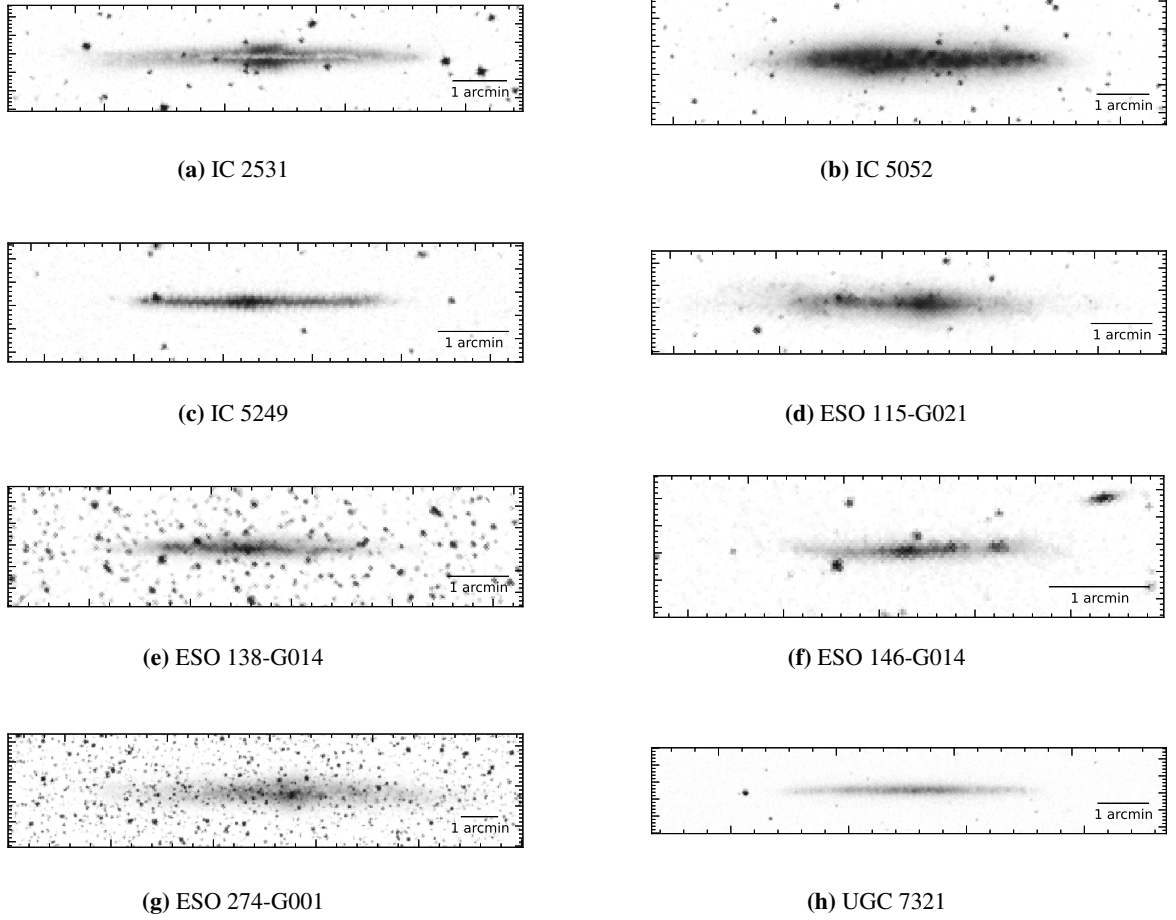 1 arcmin
1 arcmin
(a) IC 2531
(b) IC 5052
1 arcmin
1 arcmin
(c) IC 5249
(d) ESO 115-G021
1 arcmin
1 arcmin
(e) ESO 138-G014
(f) ESO 146-G014
1 arcmin
1 arcmin
(g) ESO 274-G001
(h) UGC 7321